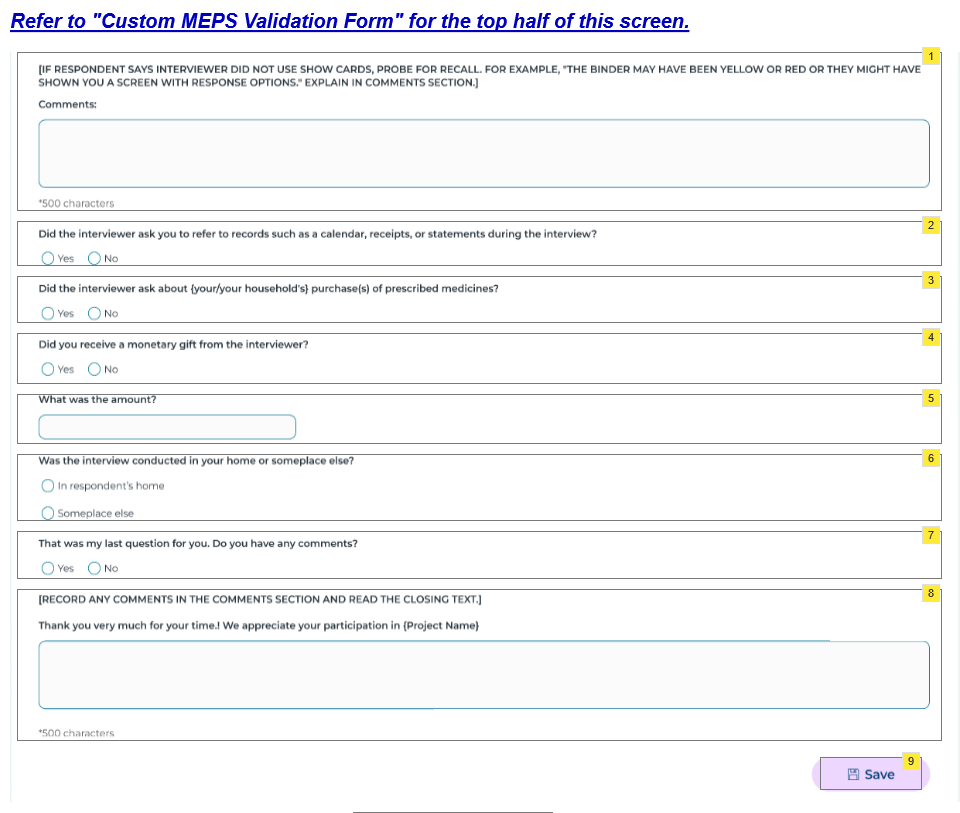 Refer to "Custom MEPS Validation Form" for the top half of this screen.
1
[IF RESPONDENT SAYS INTERVIEWER DID NOT USE SHOW CARDS, PROBE FOR RECALL. FOR EXAMPLE, "THE BINDER MAY HAVE BEEN YELLOW OR RED OR THEY MIGHT HAVE
SHOWN YOU A SCREEN WITH RESPONSE OPTIONS." EXPLAIN IN COMMENTS SECTION.]
Comments:
*500 characters
2
Did the interviewer ask you to refer to records such as a calendar, receipts, or statements during the interview?
Yes No
3
Did the interviewer ask about {your/your household's} purchase(s) of prescribed medicines?
Yes No
4
Did you receive a monetary gift from the interviewer?
Yes No
5
What was the amount?
6
Was the interview conducted in your home or someplace else?
In respondent's home
Someplace else
7
That was my last question for you. Do you have any comments?
Yes No
8
[RECORD ANY COMMENTS IN THE COMMENTS SECTION AND READ THE CLOSING TEXT.]
Thank you very much for your time.! We appreciate your participation in {Project Name}
*500 characters
9
Save